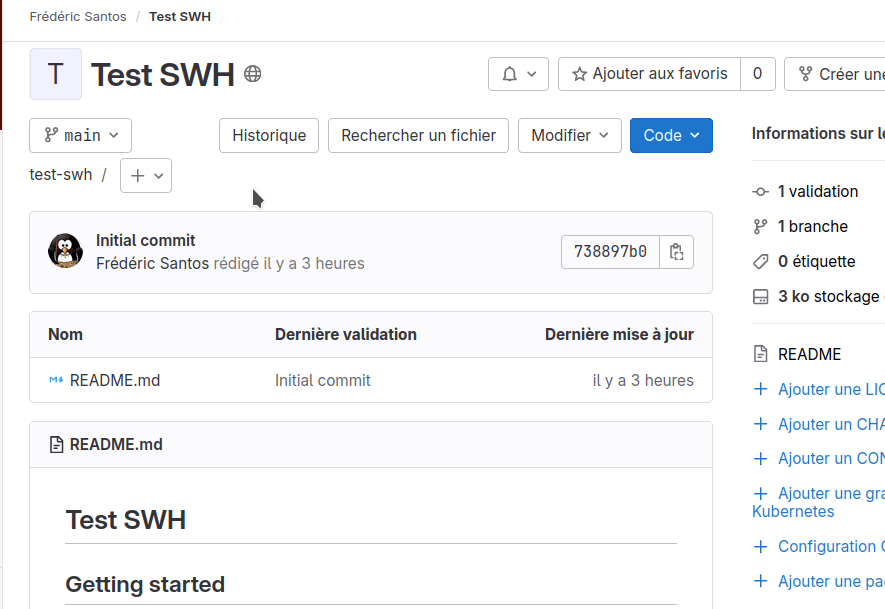 Frédéric Santos / Test SWH
T Test SWH
Ajouter aux favoris 0 Créer une
main Historique Rechercher un fichier Modifier Code
test-swh / +
Initial commit
Frédéric Santos rédigé il y a 3 heures
738897b0
Nom Dernière validation Dernière mise à jour
README.md Initial commit il y a 3 heures
README.md
Test SWH
Getting started
Informations sur le
1 validation
1 branche
0 étiquette
3 ko stockage
README
+ Ajouter une LIC
+ Ajouter un CHA
+ Ajouter un CON
+ Ajouter une gra
Kubernetes
+ Configuration C
+ Ajouter une pa